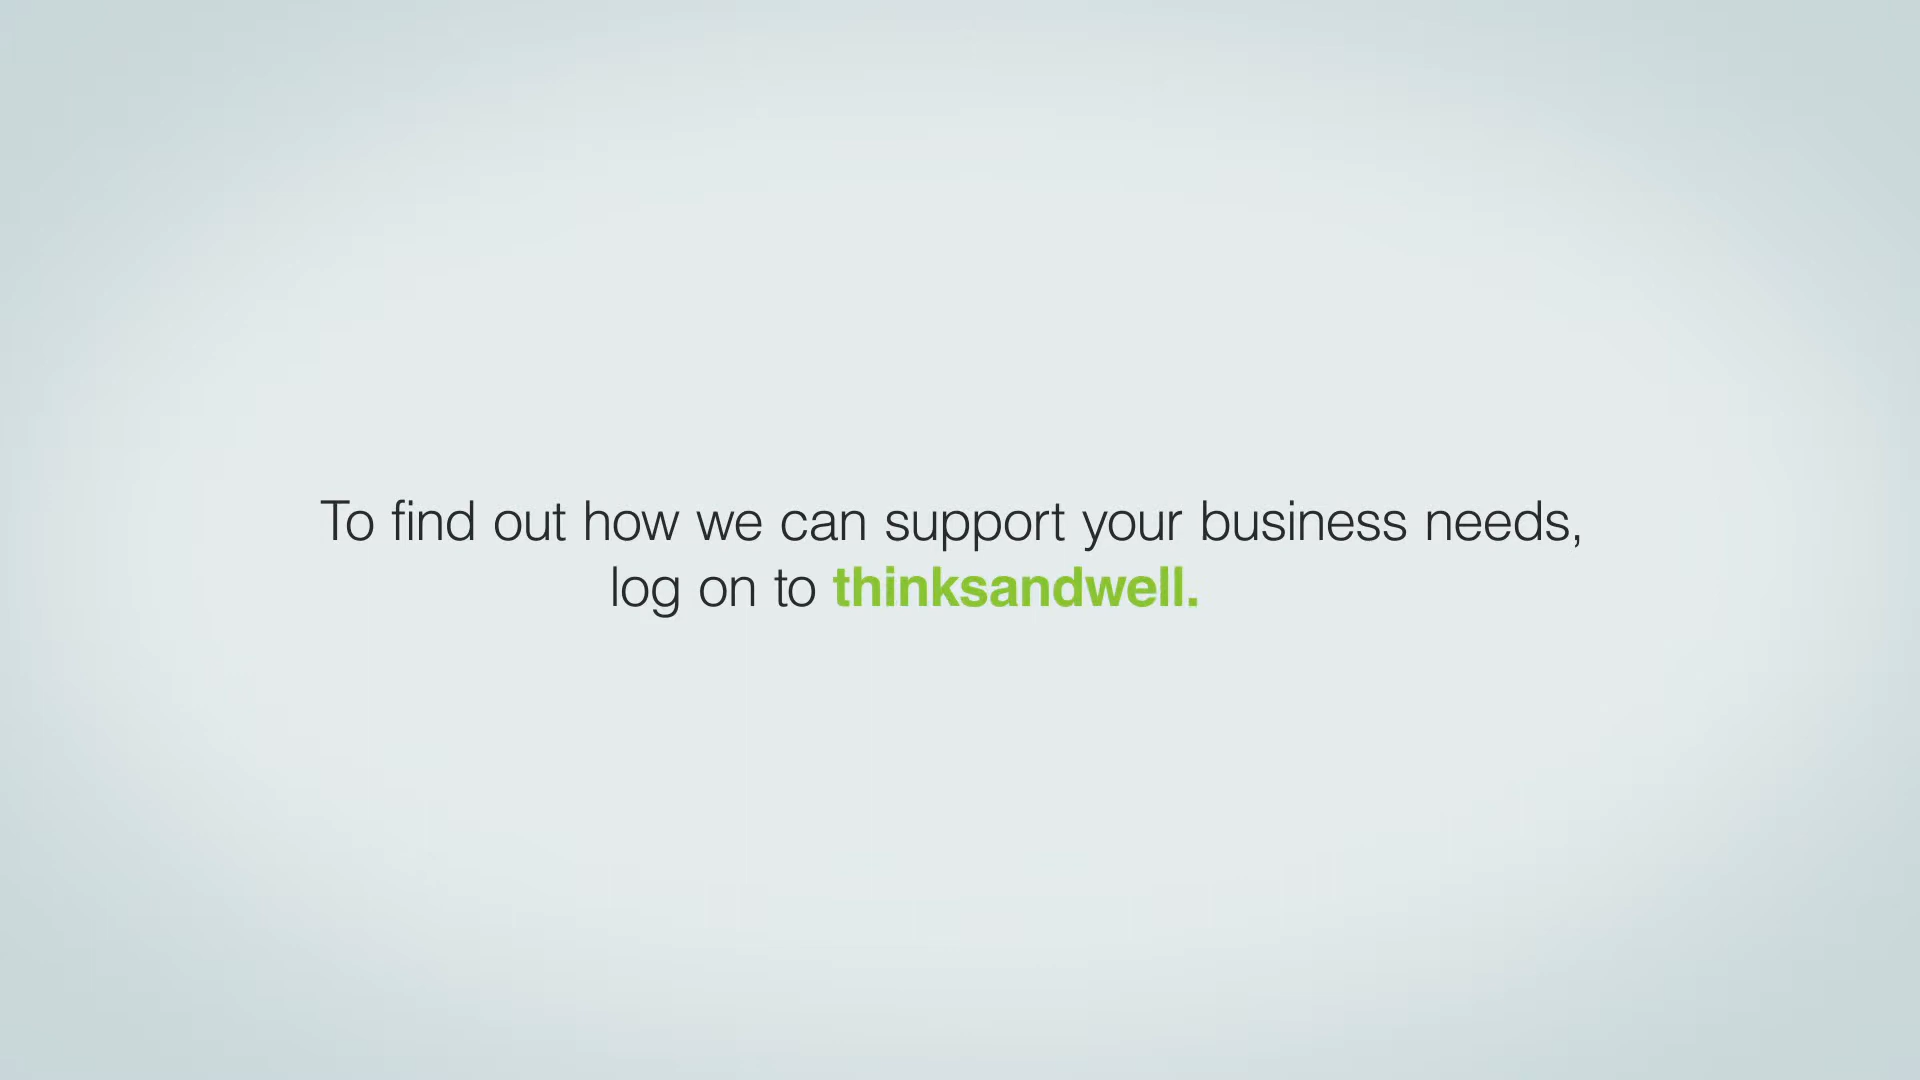 To find out how we can support your business needs,
log on to thinksandwell.